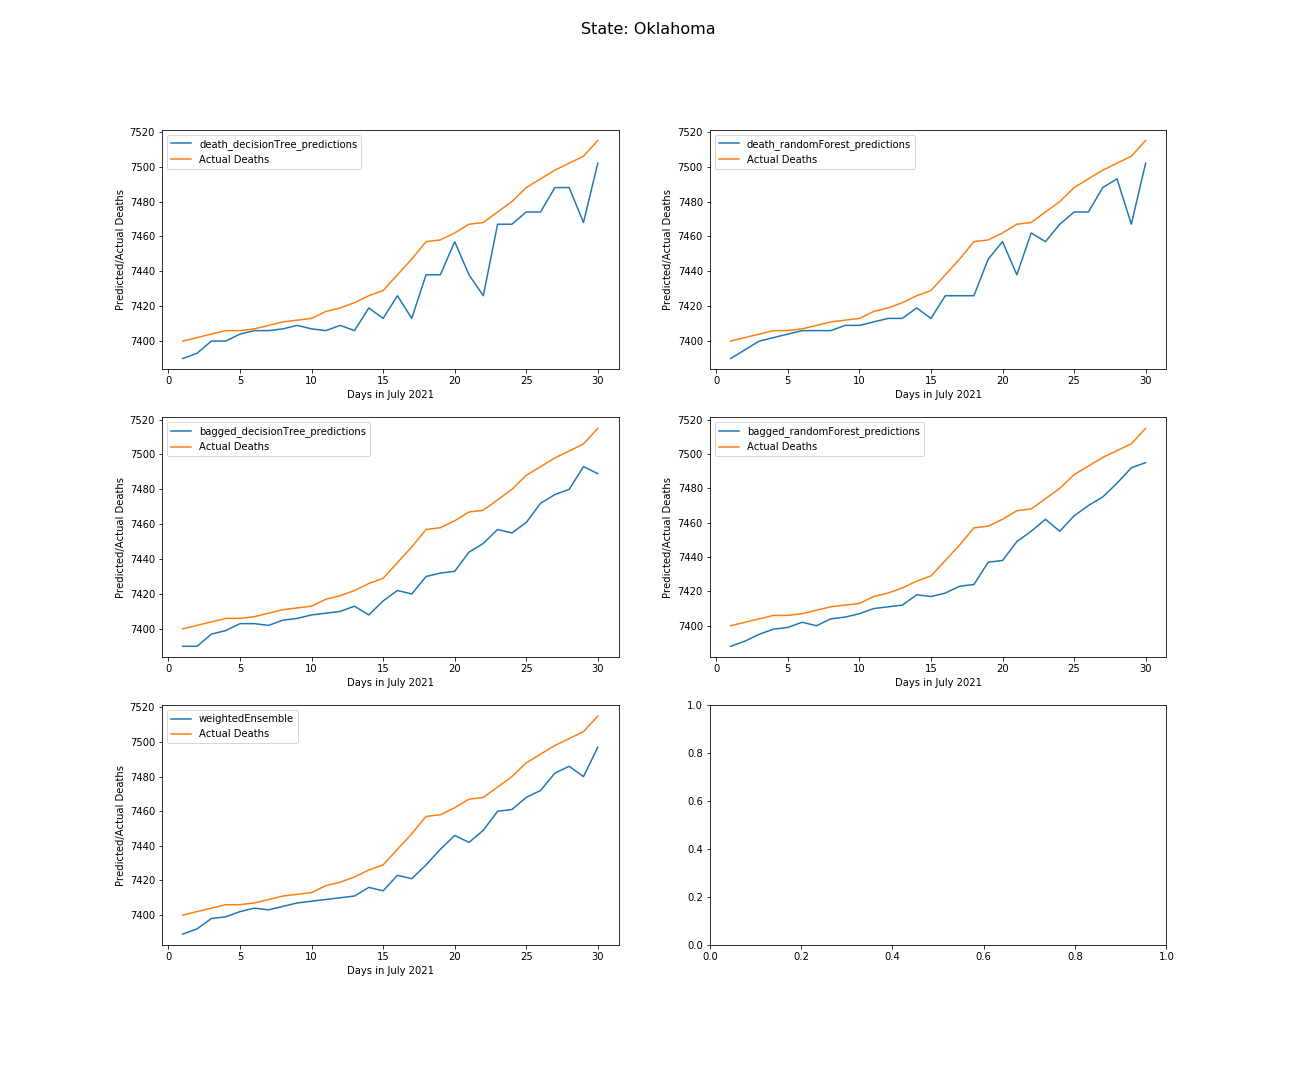 State: Oklahoma
death_decisionTree_predictions
Actual Deaths
Predicted/Actual Deaths
7520
7500
7480
7460
7440
7420
7400
0 5 10 15 20 25 30
Days in July 2021
death_randomForest_predictions
Actual Deaths
Predicted/Actual Deaths
7520
7500
7480
7460
7440
7420
7400
0 5 10 15 20 25 30
Days in July 2021
bagged_decisionTree_predictions
Actual Deaths
Predicted/Actual Deaths
7520
7500
7480
7460
7440
7420
7400
0 5 10 15 20 25 30
Days in July 2021
bagged_randomForest_predictions
Actual Deaths
Predicted/Actual Deaths
7520
7500
7480
7460
7440
7420
7400
0 5 10 15 20 25 30
Days in July 2021
weightedEnsemble
Actual Deaths
Predicted/Actual Deaths
7520
7500
7480
7460
7440
7420
7400
0 5 10 15 20 25 30
Days in July 2021
1.0
0.8
0.6
0.4
0.2
0.0
0.0 0.2 0.4 0.6 0.8 1.0